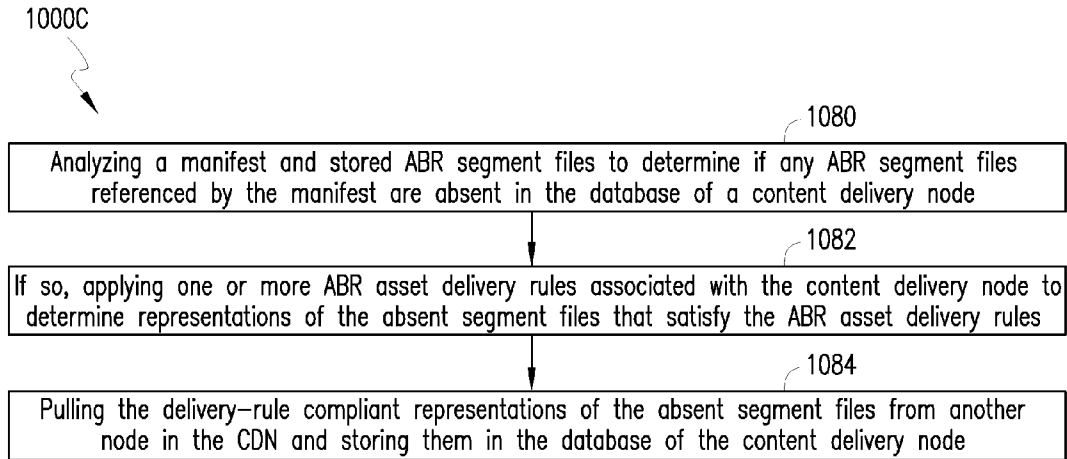 1000C
1080
Analyzing a manifest and stored ABR segment files to determine if any ABR segment files
referenced by the manifest are absent in the database of a content delivery node
1082
If so, applying one or more ABR asset delivery rules associated with the content delivery node to
determine representations of the absent segment files that satisfy the ABR asset delivery rules
1084
Pulling the delivery-rule compliant representations of the absent segment files from another
node in the CDN and storing them in the database of the content delivery node